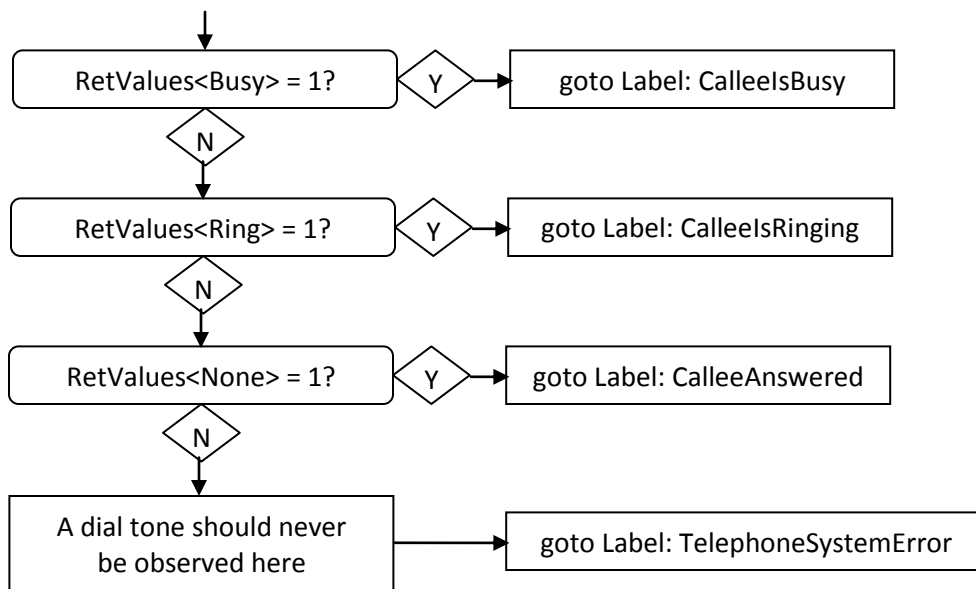 RetValues<Busy> = 1?
Y
goto Label: CalleeIsBusy
N
RetValues<Ring> = 1?
Y
goto Label: CalleeIsRinging
N
RetValues<None> = 1?
Y
goto Label: CalleeAnswered
N
A dial tone should never
be observed here
goto Label: TelephoneSystemError